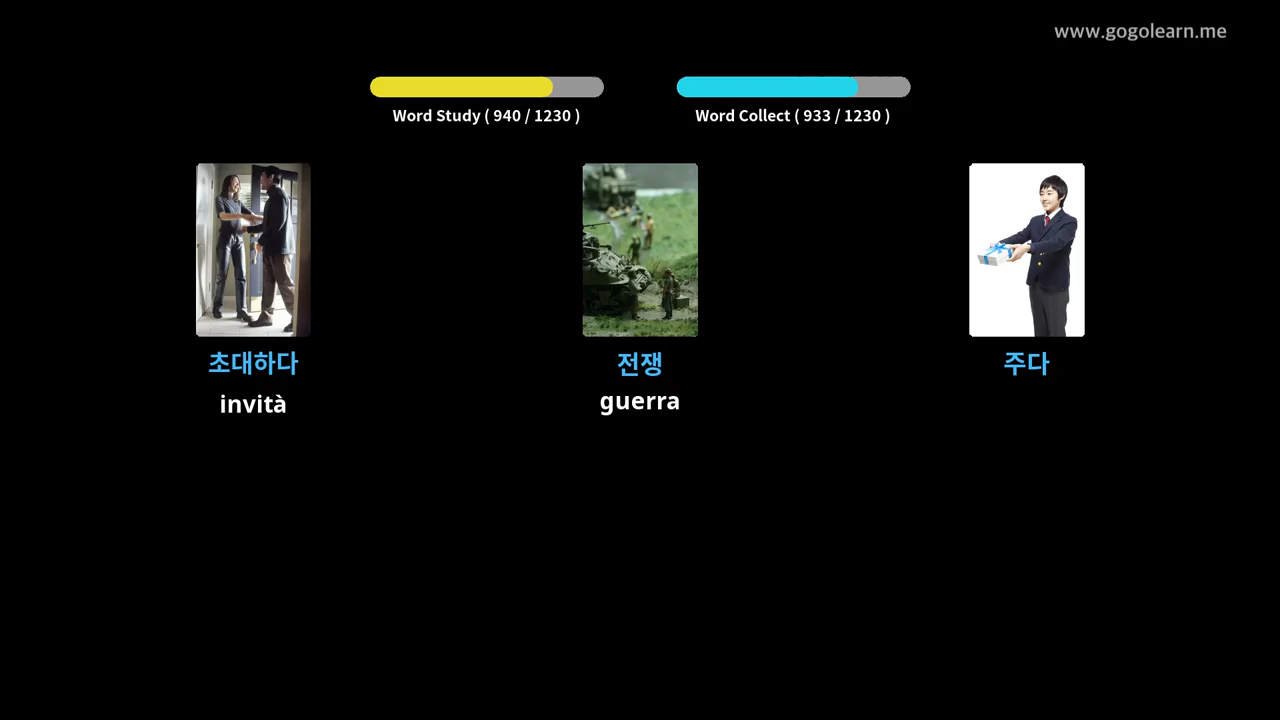 www.gogolearn.me
Word Study ( 940 / 1230 )
Word Collect ( 933 / 1230 )
초대하다
전쟁
주다
invità
guerra